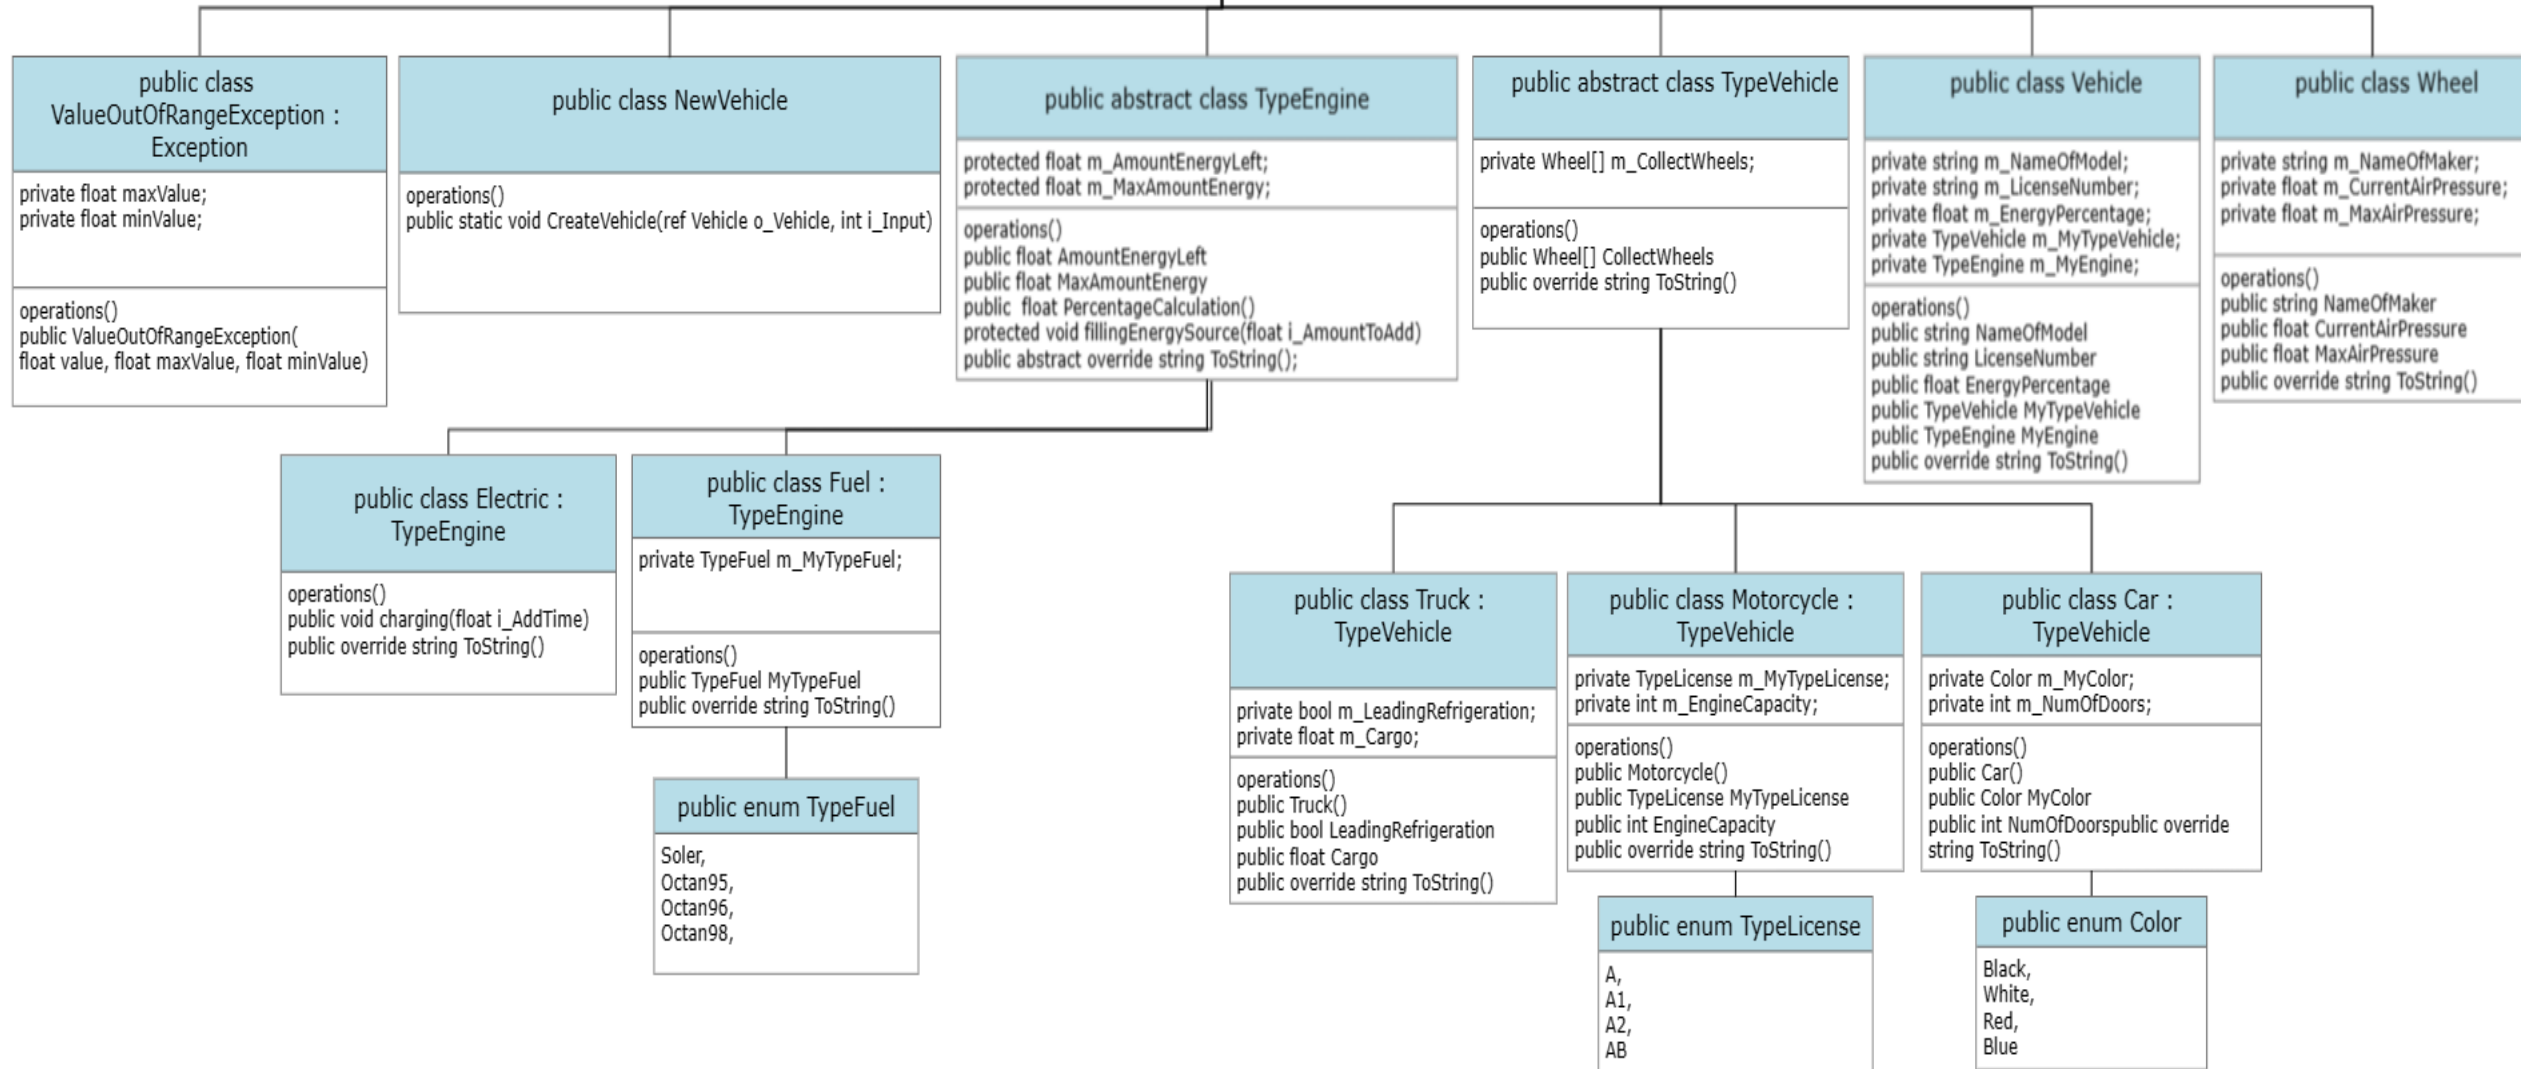 public class
ValueOutOfRangeException :
Exception
private float maxValue;
private float minValue;
operations()
public ValueOutOfRangeException(
float value, float maxValue, float minValue)
public class NewVehicle
operations()
public static void CreateVehicle(ref Vehicle o_Vehicle, int i_Input)
public abstract class TypeEngine
protected float m_AmountEnergyLeft;
protected float m_MaxAmountEnergy;
operations()
public float AmountEnergyLeft
public float MaxAmountEnergy
public  float PercentageCalculation()
protected void fillingEnergySource(float i_AmountToAdd)
public abstract override string ToString();
public abstract class TypeVehicle
private Wheel[] m_CollectWheels;
operations()
public Wheel[] CollectWheels
public override string ToString()
public class Vehicle
private string m_NameOfModel;
private string m_LicenseNumber;
private float m_EnergyPercentage;
private TypeVehicle m_MyTypeVehicle;
private TypeEngine m_MyEngine;
operations()
public string NameOfModel
public string LicenseNumber
public float EnergyPercentage
public TypeVehicle MyTypeVehicle
public TypeEngine MyEngine
public override string ToString()
public class Wheel
private string m_NameOfMaker;
private float m_CurrentAirPressure;
private float m_MaxAirPressure;
operations()
public string NameOfMaker
public float CurrentAirPressure
public float MaxAirPressure
public override string ToString()
public class Electric :
TypeEngine
operations()
public void charging(float i_AddTime)
public override string ToString()
public class Fuel :
TypeEngine
private TypeFuel m_MyTypeFuel;
operations()
public TypeFuel MyTypeFuel
public override string ToString()
public enum TypeFuel
Soler,
Octan95,
Octan96,
Octan98,
public class Truck :
TypeVehicle
private bool m_LeadingRefrigeration;
private float m_Cargo;
operations()
public Truck()
public bool LeadingRefrigeration
public float Cargo
public override string ToString()
public class Motorcycle :
TypeVehicle
private TypeLicense m_MyTypeLicense;
private int m_EngineCapacity;
operations()
public Motorcycle()
public TypeLicense MyTypeLicense
public int EngineCapacity
public override string ToString()
public enum TypeLicense
A,
A1,
A2,
AB
public class Car :
TypeVehicle
private Color m_MyColor;
private int m_NumOfDoors;
operations()
public Car()
public Color MyColor
public int NumOfDoorspublic override
string ToString()
public enum Color
Black,
White,
Red,
Blue